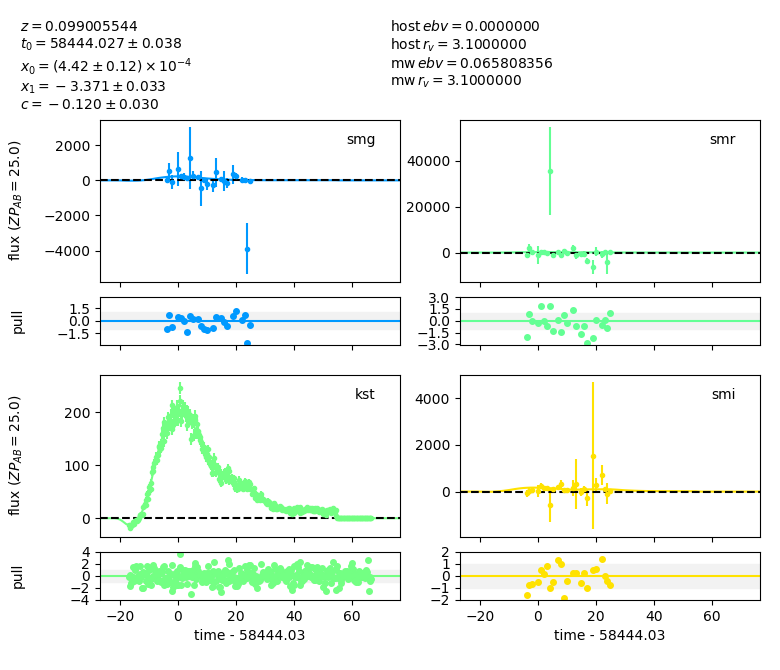 z = 0.099005544
t₀ = 58444.027 ± 0.038
x₀ = (4.42 ± 0.12) × 10⁻⁴
x₁ = −3.371 ± 0.033
c = −0.120 ± 0.030
host ebv = 0.0000000
host r_v = 3.1000000
mw ebv = 0.065808356
mw r_v = 3.1000000
smg
2000
0
−2000
−4000
flux (ZP_AB = 25.0)
smr
40000
20000
0
1.5
0.0
−1.5
pull
3.0
1.5
0.0
−1.5
−3.0
kst
200
100
0
flux (ZP_AB = 25.0)
smi
4000
2000
0
4
2
0
−2
−4
pull
−20 0 20 40 60
time - 58444.03
2
1
0
−1
−2
−20 0 20 40 60
time - 58444.03